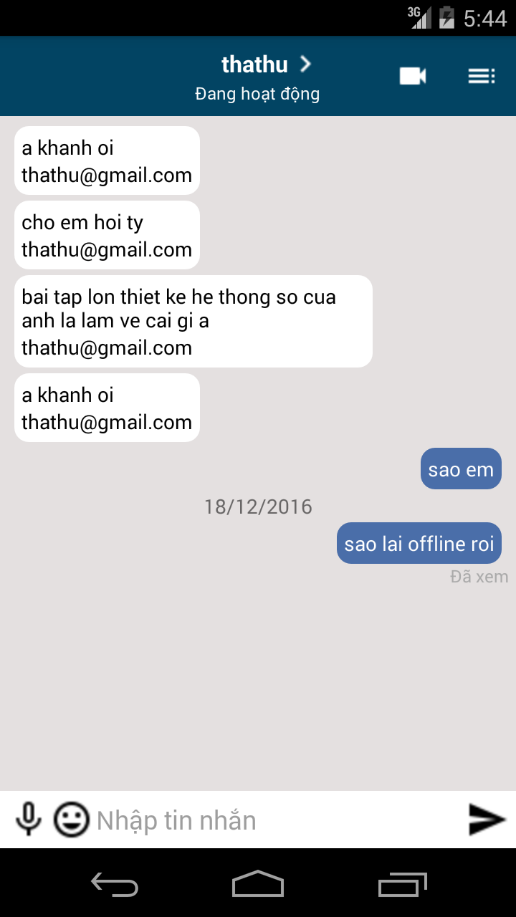 3G 5:44
thathu
Đang hoạt động
a khanh oi
thathu@gmail.com
cho em hoi ty
thathu@gmail.com
bai tap lon thiet ke he thong so cua
anh la lam ve cai gi a
thathu@gmail.com
a khanh oi
thathu@gmail.com
sao em
18/12/2016
sao lai offline roi
Đã xem
Nhập tin nhắn